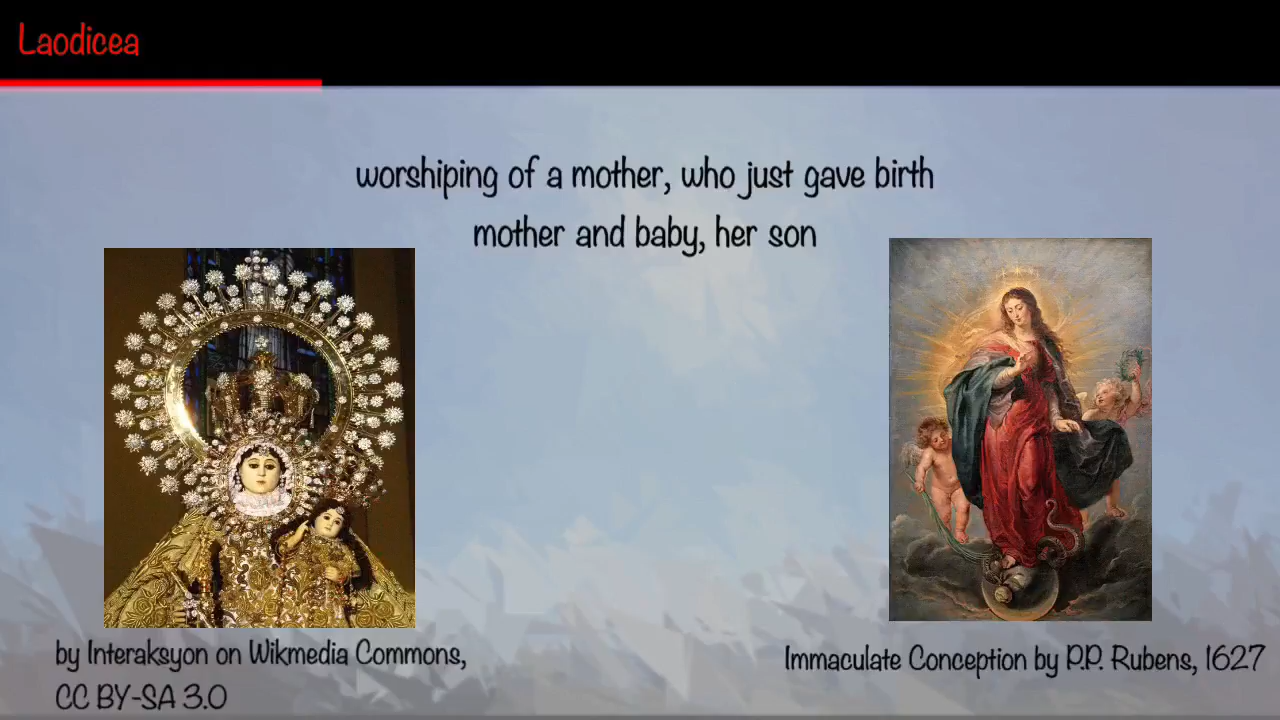 Laodicea
worshiping of a mother, who just gave birth
mother and baby, her son
by Interaksyon on Wikmedia Commons,
CC BY-SA 3.0
Immaculate Conception by P.P. Rubens, 1627